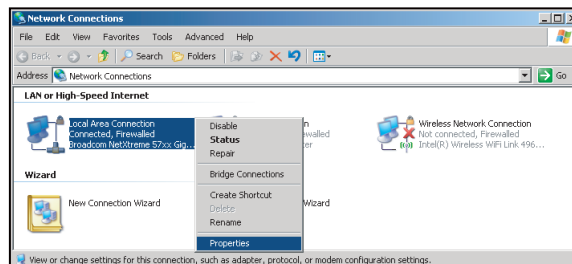 Network Connections
File Edit View Favorites Tools Advanced Help
Back Search Folders
Address Network Connections Go
LAN or High-Speed Internet
Local Area Connection
Connected, Firewalled
Broadcom NetXtreme 57xx Gig...
Disable
Status
Repair
Bridge Connections
Create Shortcut
Delete
Rename
Properties
Wireless Network Connection
Not connected, Firewalled
Intel(R) Wireless WiFi Link 496...
Wizard
New Connection Wizard
Wizard
View or change settings for this connection, such as adapter, protocol, or modem configuration settings.